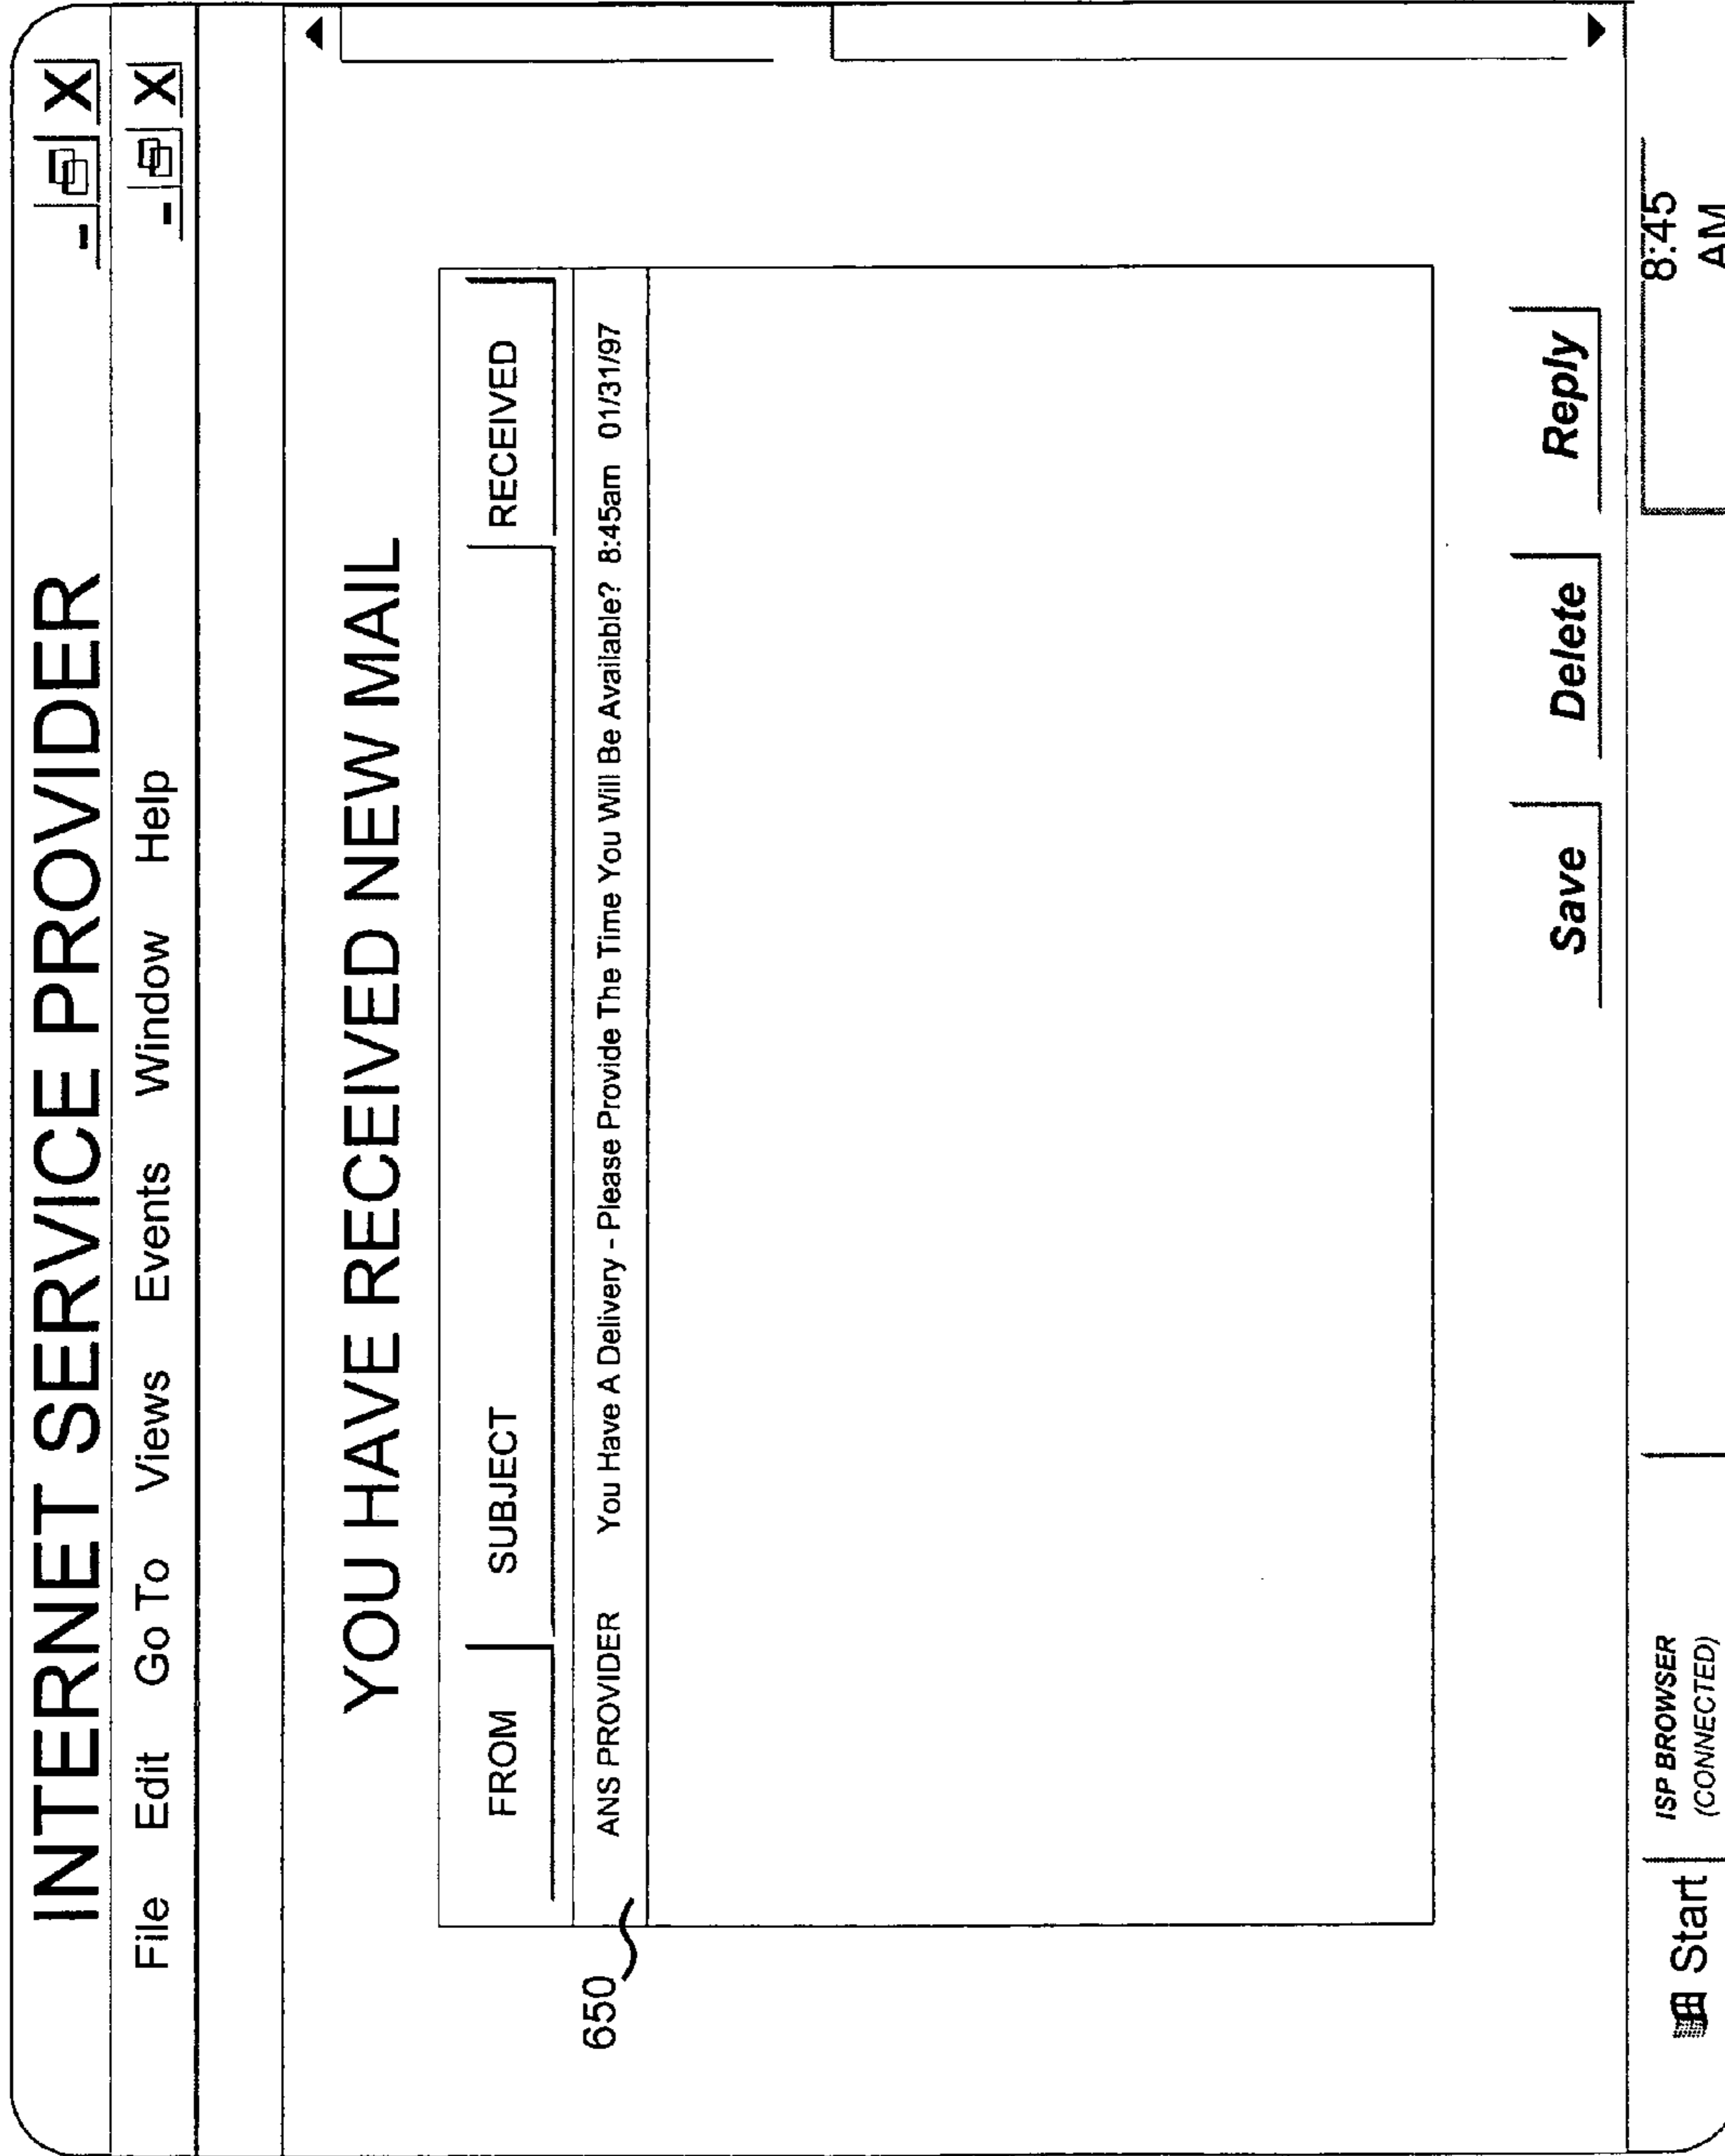 INTERNET SERVICE PROVIDER
File Edit Go To Views Events Window Help
YOU HAVE RECEIVED NEW MAIL
FROM SUBJECT RECEIVED
650 ANS PROVIDER You Have A Delivery - Please Provide The Time You Will Be Available? 8:45am 01/31/97
Save Delete Reply
Start
ISP BROWSER
(CONNECTED)
8:45
AM